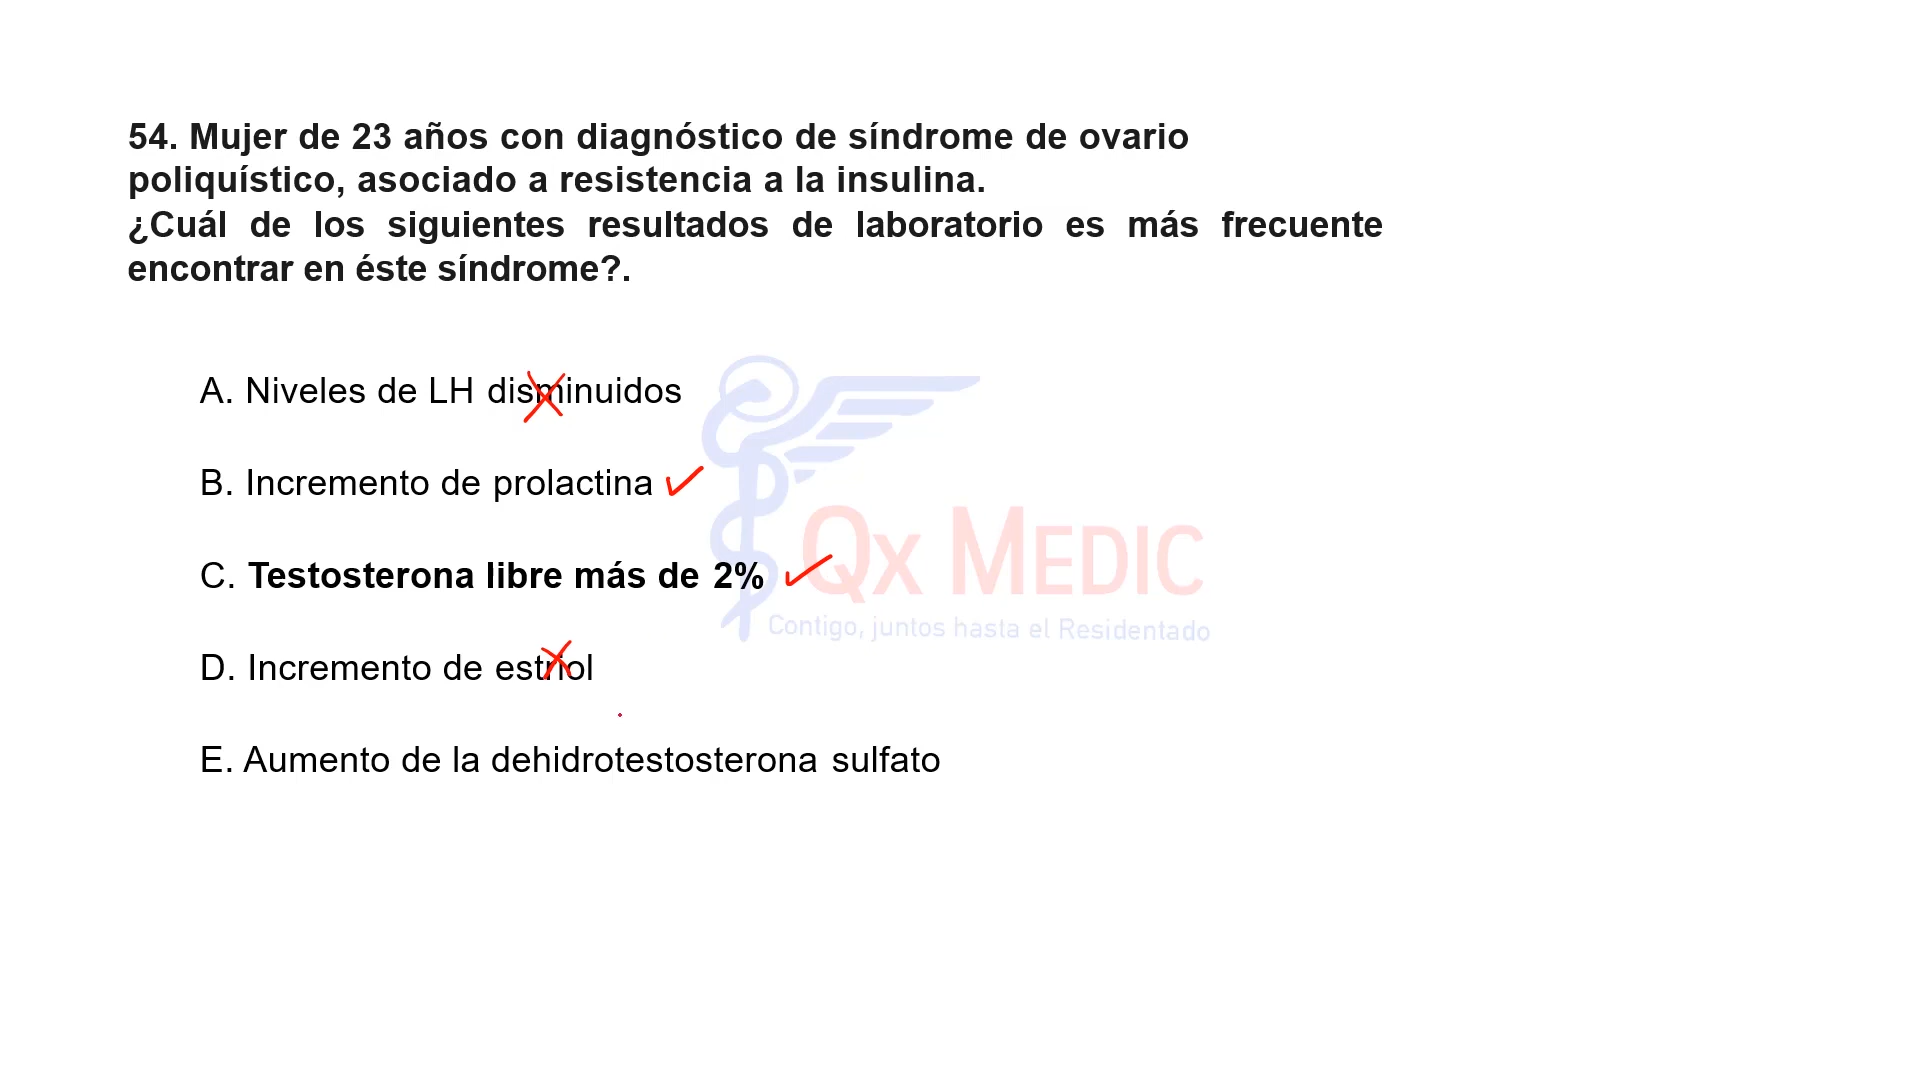 54. Mujer de 23 años con diagnóstico de síndrome de ovario
poliquístico, asociado a resistencia a la insulina.
¿Cuál de los siguientes resultados de laboratorio es más frecuente
encontrar en éste síndrome?.
A. Niveles de LH disminuidos
B. Incremento de prolactina
C. Testosterona libre más de 2%
D. Incremento de estriol
E. Aumento de la dehidrotestosterona sulfato
Qx MEDIC
Contigo, juntos hasta el Residentado